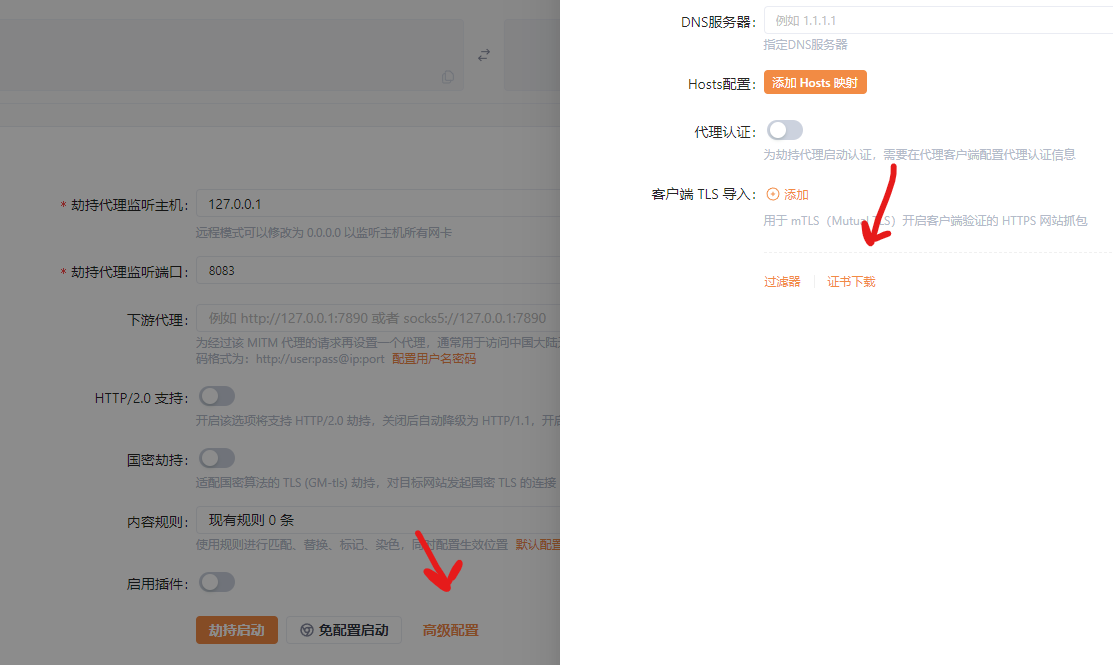 * 劫持代理监听主机: 127.0.0.1
远程模式可以修改为 0.0.0.0 以监听主机所有网卡
* 劫持代理监听端口: 8083
下游代理: 例如 http://127.0.0.1:7890 或者 socks5://127.0.0.1:7890
为经过该 MITM 代理的请求再设置一个代理，通常用于访问中国大陆
码格式为：http://user:pass@ip:port 配置用户名密码
HTTP/2.0 支持:
开启该选项将支持 HTTP/2.0 劫持，关闭后自动降级为 HTTP/1.1，开启
国密劫持:
适配国密算法的 TLS (GM-tls) 劫持，对目标网站发起国密 TLS 的连接
内容规则: 现有规则 0 条
使用规则进行匹配、替换、标记、染色，同时配置生效位置 默认配置
启用插件:
劫持启动 免配置启动 高级配置
DNS服务器: 例如 1.1.1.1
指定DNS服务器
Hosts配置: 添加 Hosts 映射
代理认证:
为劫持代理启动认证，需要在代理客户端配置代理认证信息
客户端 TLS 导入: 添加
用于 mTLS（Mutual TLS）开启客户端验证的 HTTPS 网站抓包
过滤器 证书下载